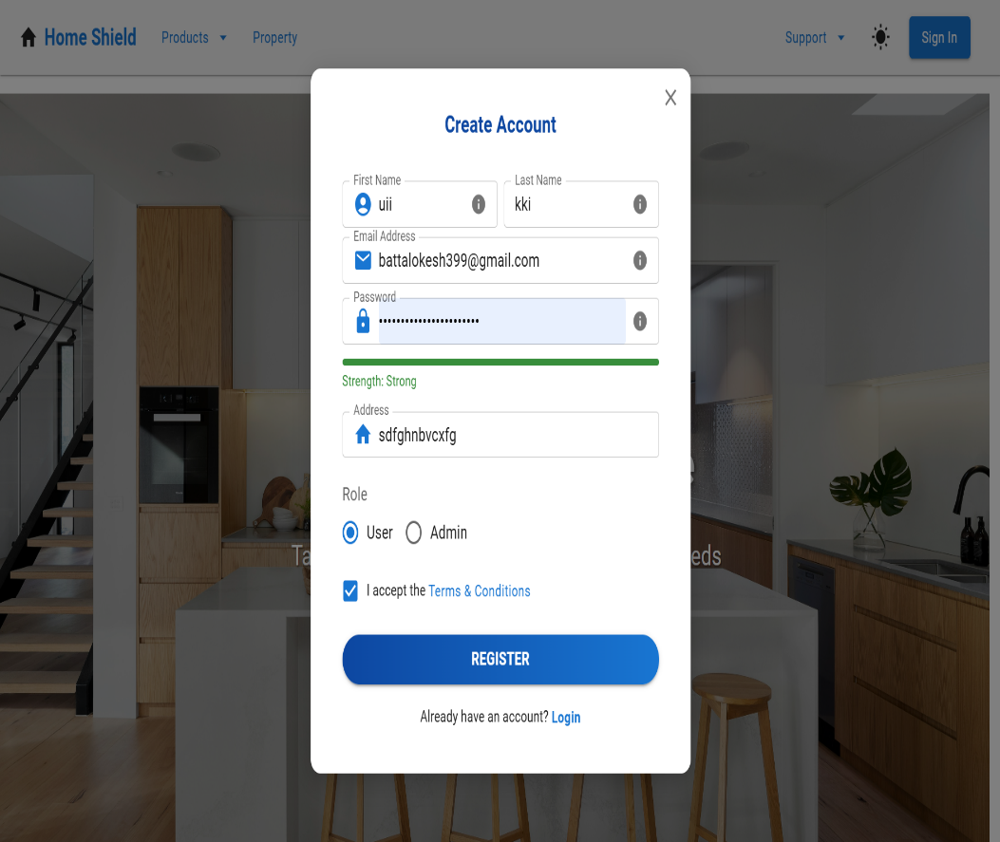 Home Shield Products Property Support Sign In
X
Create Account
First Name Last Name
uii kki
Email Address
battalokesh399@gmail.com
Password
•••••••••••••••••••••••
Strength: Strong
Address
sdfghnbvcxfg
Role
User Admin
Ta eds
I accept the Terms & Conditions
REGISTER
Already have an account? Login